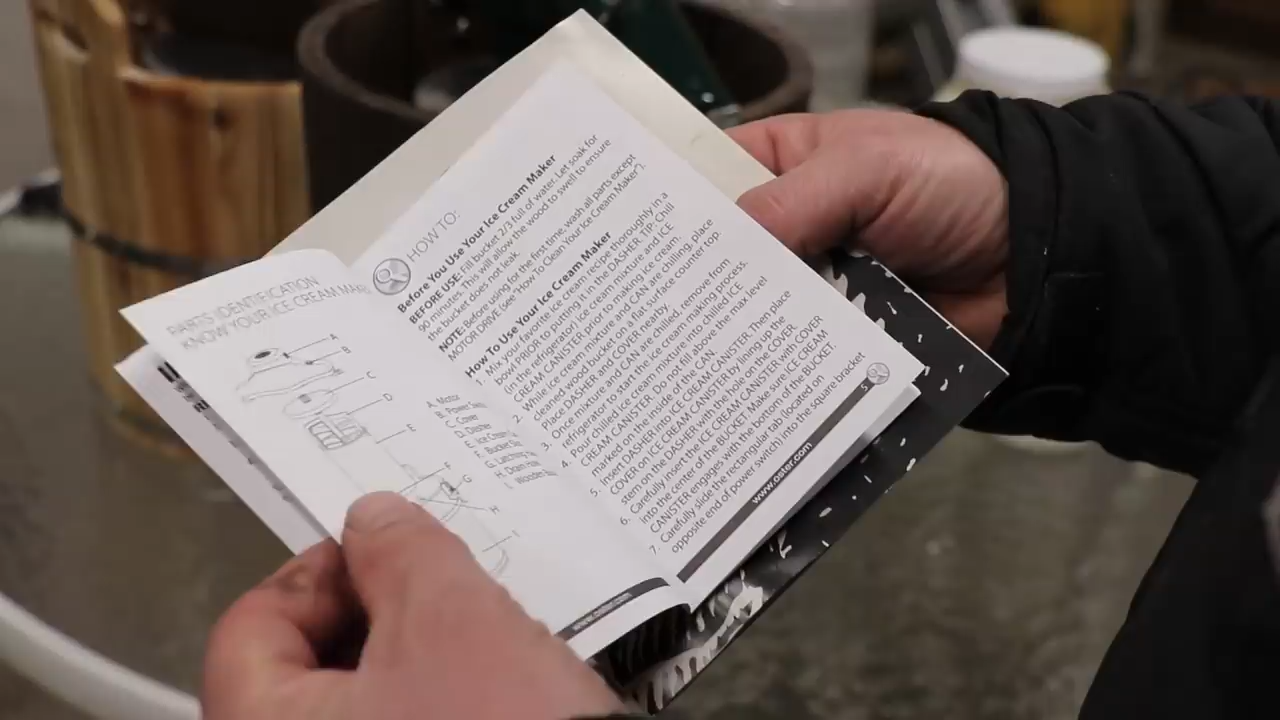 PARTS IDENTIFICATION
KNOW YOUR ICE CREAM
A
B
C
D
E
F
G
H
I
A. Motor
B. Power
C. Cover
D. Dasher
E. Ice Cream
F. Bucket
G. Latching
H. Drain Hole
I. Wooden
www.oster.com
HOW TO:
Before You Use Your Ice Cream Maker
BEFORE USE: Fill bucket 2/3 full of water. Let soak for
90 minutes. This will allow the wood to swell to ensure
the bucket does not leak.
NOTE: Before using for the first time, wash all parts except
MOTOR DRIVE (see "How To Clean Your Ice Cream Maker").
How To Use Your Ice Cream Maker
1. Mix your favorite ice cream recipe thoroughly in a
bowl PRIOR to putting it in the DASHER. TIP: Chill
(in the refrigerator) ice cream mixture and ICE
CREAM CANISTER prior to making ice cream.
2. While ice cream mixture and CAN are chilling, place
cleaned wood bucket on a flat surface counter top.
Place DASHER and COVER nearby.
3. Once mixture and CAN are chilled, remove from
refrigerator to start the ice cream making process.
4. Pour chilled ice cream mixture into chilled ICE
CREAM CANISTER. Do not fill above the max level
marked on the inside of the CAN.
5. Insert DASHER into ICE CREAM CANISTER. Then place
COVER on ICE CREAM CANISTER by lining up the
stem on the DASHER with the hole on the COVER.
6. Carefully insert the ICE CREAM CANISTER with COVER
into the center of the BUCKET. Make sure ICE CREAM
CANISTER engages with the bottom of the BUCKET.
7. Carefully slide the rectangular tab (located on
opposite end of power switch) into the square bracket
www.oster.com
5